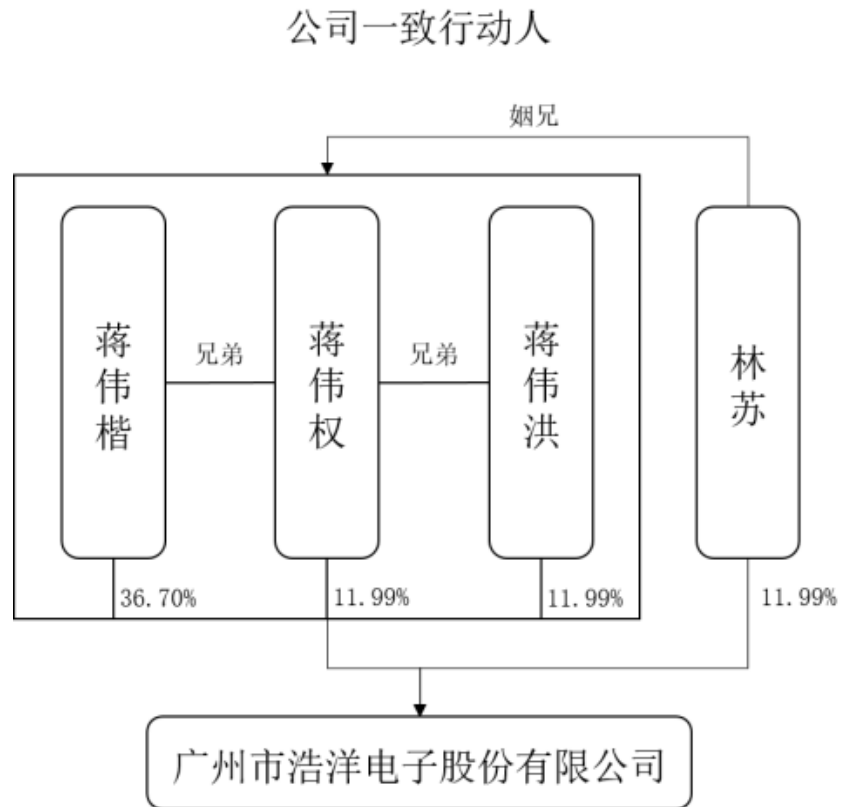 公司一致行动人
姻兄
蒋伟楷
兄弟
蒋伟权
兄弟
蒋伟洪
林苏
36.70%
11.99%
11.99%
11.99%
广州市浩洋电子股份有限公司